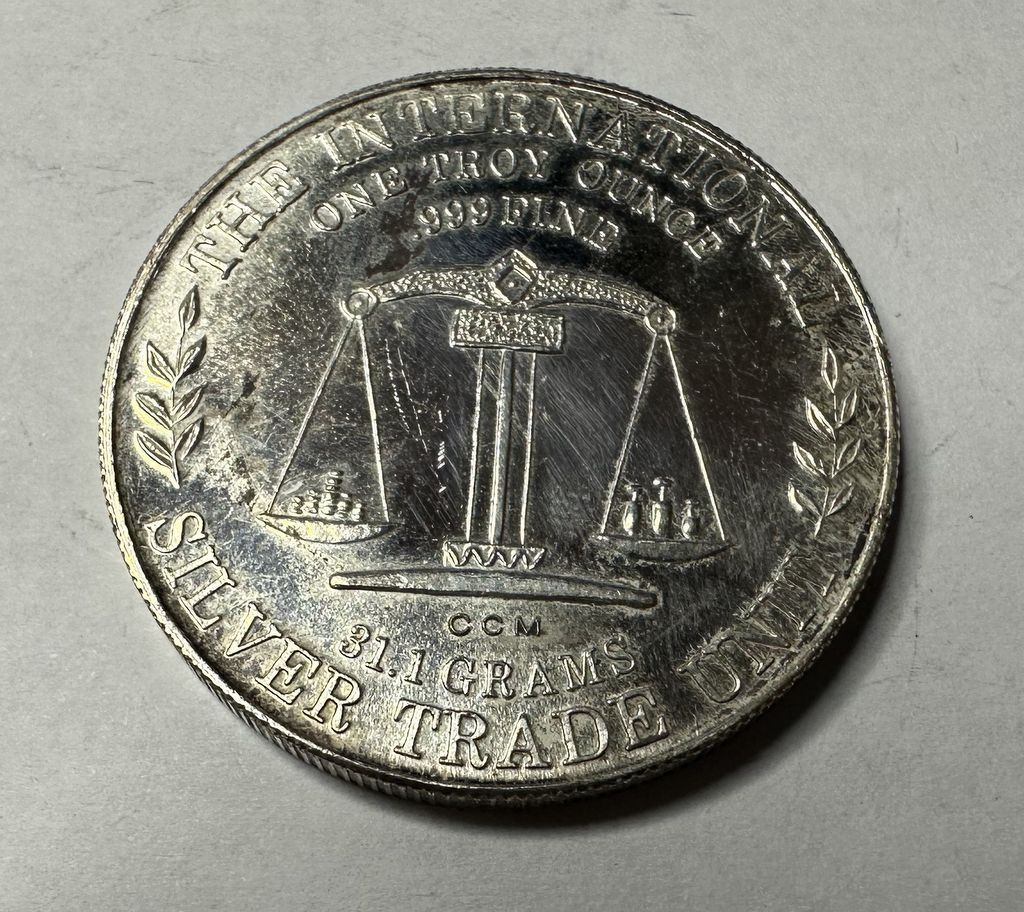 THE INTERNATIONAL
ONE TROY OUNCE
.999 FINE
CCM
31.1 GRAMS
SILVER TRADE UNIT